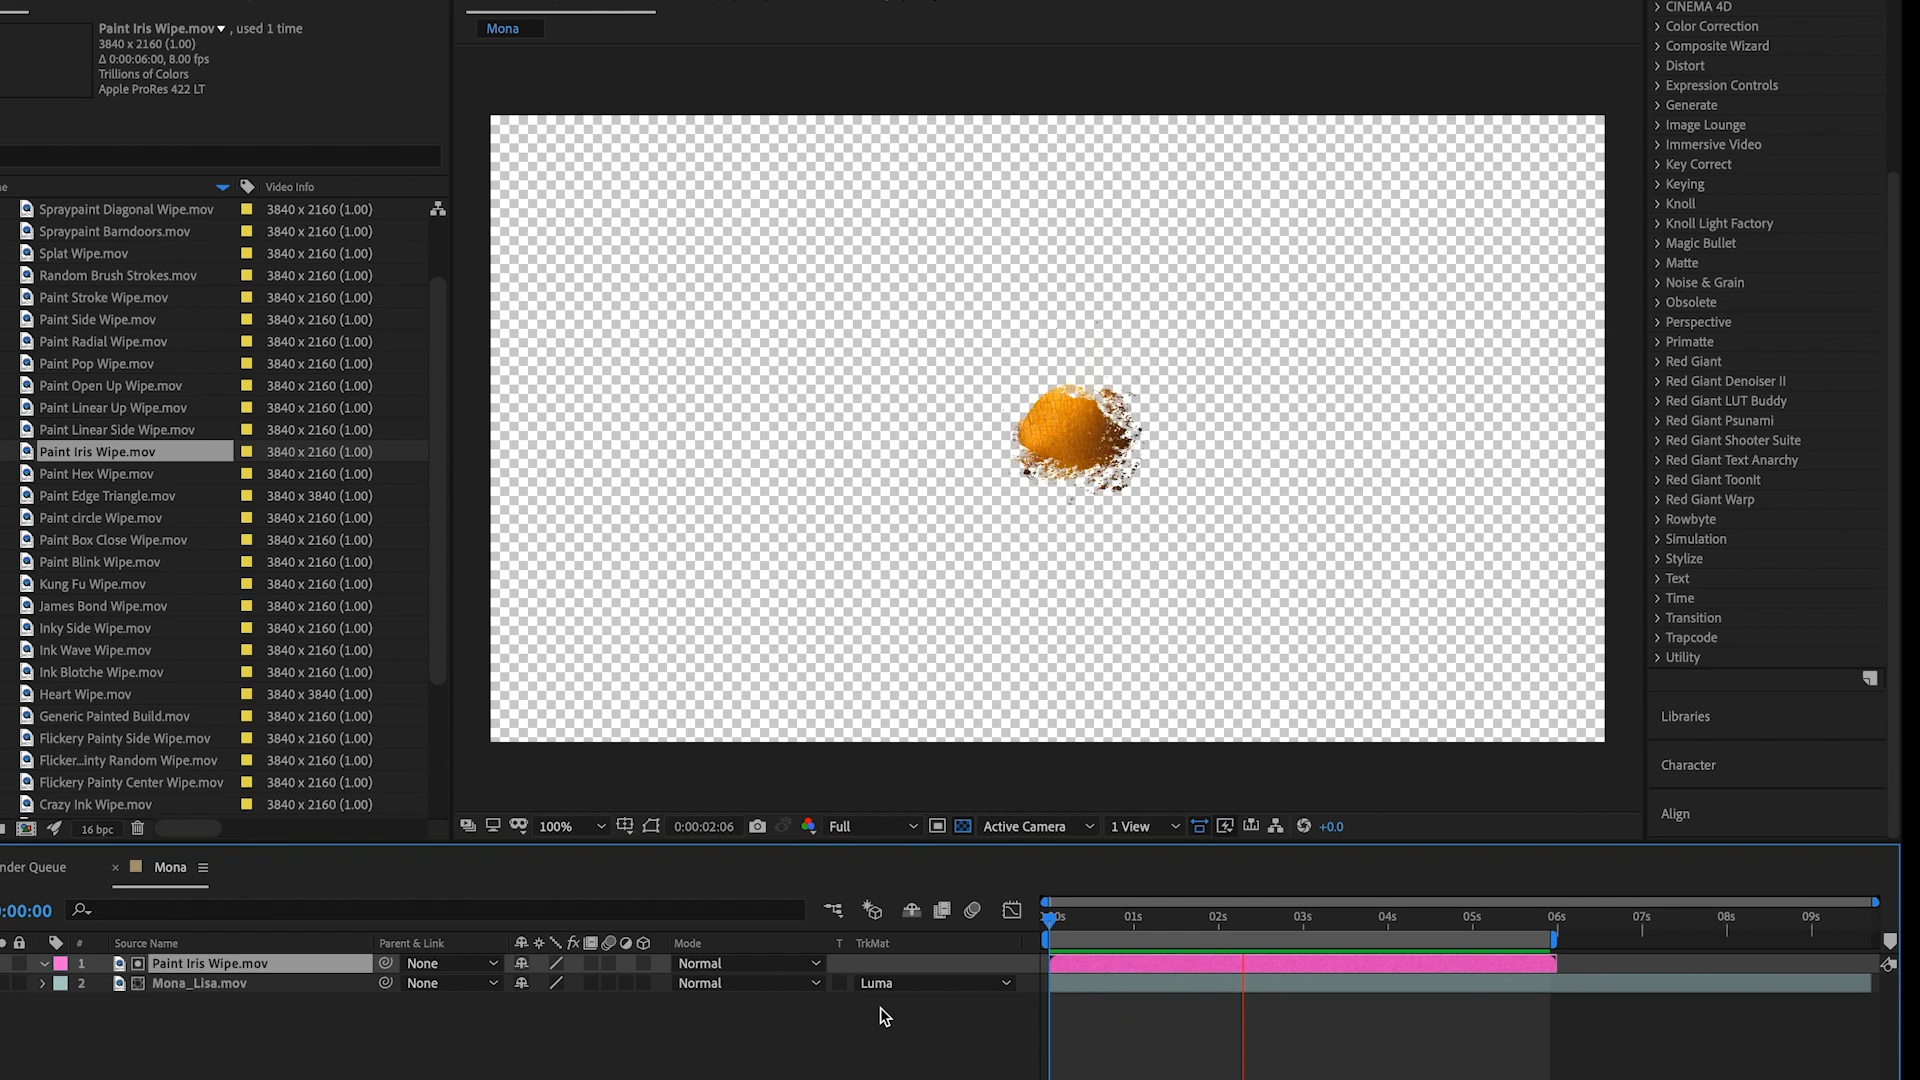 Paint Iris Wipe.mov▼ , used 1 time
3840 x 2160 (1.00)
Δ 0:00:06:00, 8.00 fps
Trillions of Colors
Apple ProRes 422 LT
Video Info
Spraypaint Diagonal Wipe.mov 3840 x 2160 (1.00)
Spraypaint Barndoors.mov 3840 x 2160 (1.00)
Splat Wipe.mov 3840 x 2160 (1.00)
Random Brush Strokes.mov 3840 x 2160 (1.00)
Paint Stroke Wipe.mov 3840 x 2160 (1.00)
Paint Side Wipe.mov 3840 x 2160 (1.00)
Paint Radial Wipe.mov 3840 x 2160 (1.00)
Paint Pop Wipe.mov 3840 x 2160 (1.00)
Paint Open Up Wipe.mov 3840 x 2160 (1.00)
Paint Linear Up Wipe.mov 3840 x 2160 (1.00)
Paint Linear Side Wipe.mov 3840 x 2160 (1.00)
Paint Iris Wipe.mov 3840 x 2160 (1.00)
Paint Hex Wipe.mov 3840 x 2160 (1.00)
Paint Edge Triangle.mov 3840 x 3840 (1.00)
Paint circle Wipe.mov 3840 x 2160 (1.00)
Paint Box Close Wipe.mov 3840 x 2160 (1.00)
Paint Blink Wipe.mov 3840 x 2160 (1.00)
Kung Fu Wipe.mov 3840 x 2160 (1.00)
James Bond Wipe.mov 3840 x 2160 (1.00)
Inky Side Wipe.mov 3840 x 2160 (1.00)
Ink Wave Wipe.mov 3840 x 2160 (1.00)
Ink Blotche Wipe.mov 3840 x 2160 (1.00)
Heart Wipe.mov 3840 x 3840 (1.00)
Generic Painted Build.mov 3840 x 2160 (1.00)
Flickery Painty Side Wipe.mov 3840 x 2160 (1.00)
Flicker...inty Random Wipe.mov 3840 x 2160 (1.00)
Flickery Painty Center Wipe.mov 3840 x 2160 (1.00)
Crazy Ink Wipe.mov 3840 x 2160 (1.00)
16 bpc
Mona
100% 0:00:02:06 Full Active Camera 1 View +0.0
CINEMA 4D
Color Correction
Composite Wizard
Distort
Expression Controls
Generate
Image Lounge
Immersive Video
Key Correct
Keying
Knoll
Knoll Light Factory
Magic Bullet
Matte
Noise & Grain
Obsolete
Perspective
Primatte
Red Giant
Red Giant Denoiser II
Red Giant LUT Buddy
Red Giant Psunami
Red Giant Shooter Suite
Red Giant Text Anarchy
Red Giant ToonIt
Red Giant Warp
Rowbyte
Simulation
Stylize
Text
Time
Transition
Trapcode
Utility
Libraries
Character
Align
nder Queue × Mona
:00:00
01s 02s 03s 04s 05s 06s 07s 08s 09s
# Source Name Parent & Link fx Mode T TrkMat
1 Paint Iris Wipe.mov None Normal
2 Mona_Lisa.mov None Normal Luma